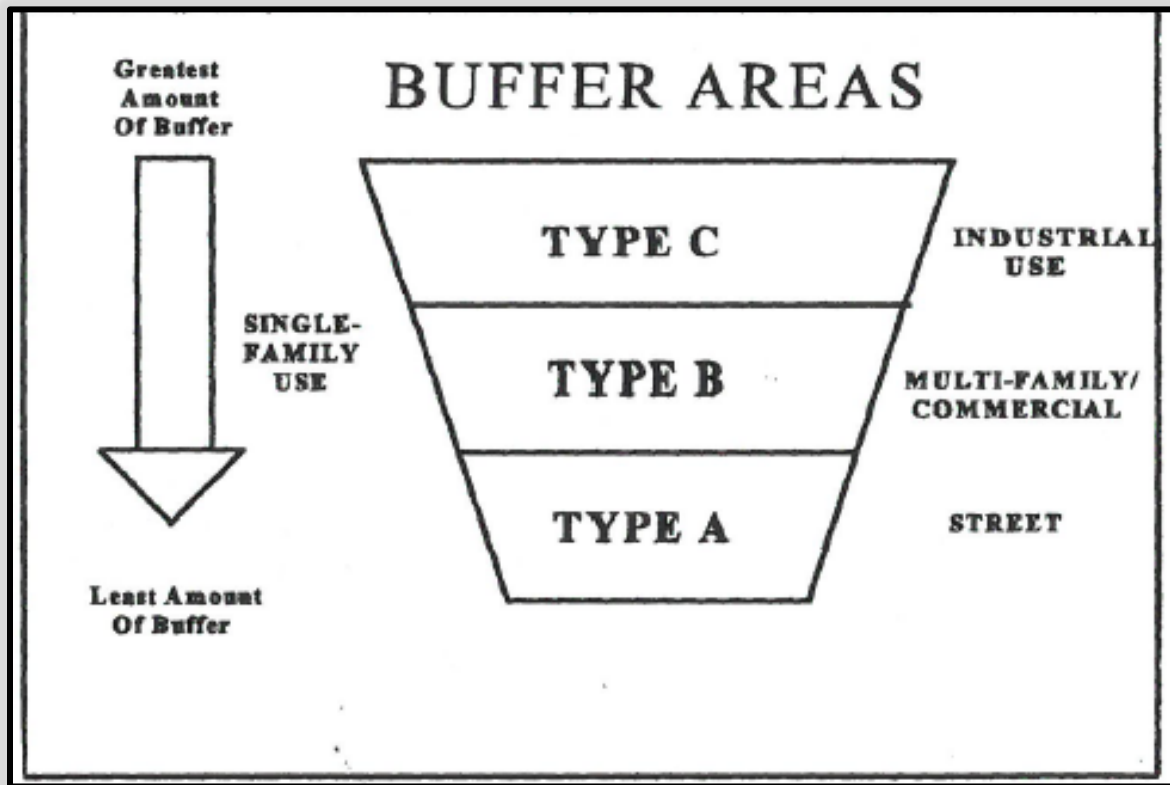 BUFFER AREAS
Greatest
Amount
Of Buffer
TYPE C
INDUSTRIAL
USE
SINGLE-
FAMILY
USE
TYPE B
MULTI-FAMILY/
COMMERCIAL
TYPE A
STREET
Least Amount
Of Buffer